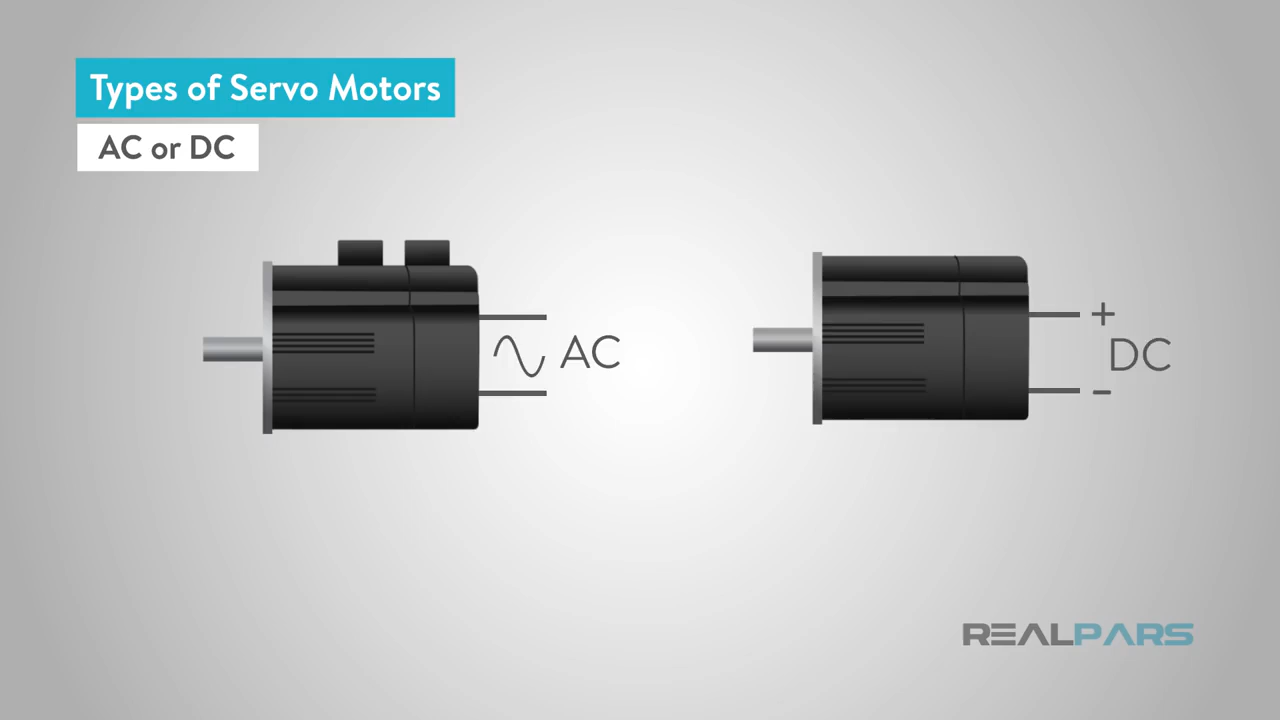 Types of Servo Motors
AC or DC
AC
+
DC
-
REALPARS